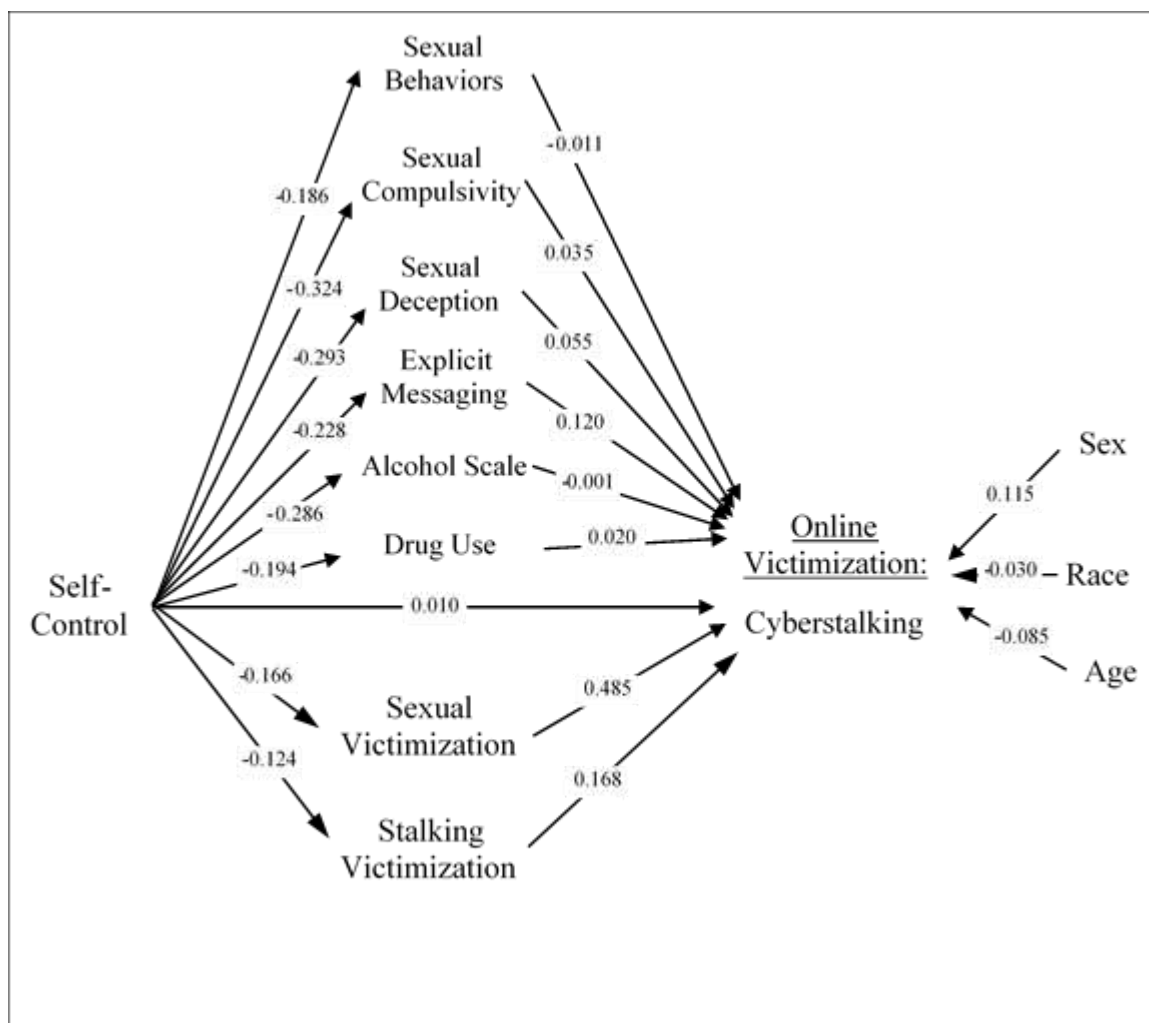 Sexual
Behaviors
-0.011
Sexual
Compulsivity
-0.186
0.035
Sexual
Deception
-0.324
0.055
Explicit
Messaging
-0.293
0.120
-0.228
Alcohol Scale
-0.001
Sex
0.115
-0.286
Drug Use
0.020
Online
Victimization:
-0.194
-0.030
Race
Self-
Control
0.010
Cyberstalking
-0.085
Age
-0.166
0.485
Sexual
Victimization
-0.124
0.168
Stalking
Victimization